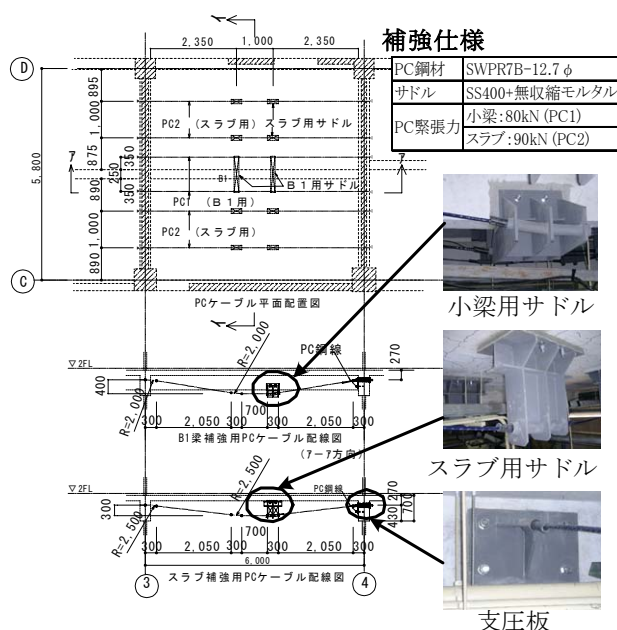 補強仕様
PC鋼材 SWPR7B-12.7φ
サドル SS400+無収縮モルタル
PC緊張力 小梁:80kN (PC1)
スラブ:90kN (PC2)
ア
2,350 1,000 2,350
D
895
1,000
875
890
1,000
890
5,800
350
250
350
PC2 (スラブ用) スラブ用サドル
ア ア
B1
B1用サドル
PC1 (B1用)
PC2 (スラブ用)
C
PCケーブル平面配置図
小梁用サドル
R=2,000
PC鋼線
270
▽2FL
400
R=2,000
700
300 2,050 300 300 2,050 300
B1梁補強用PCケーブル配線図
(ア-ア方向)
スラブ用サドル
R=2,500
PC鋼線
▽2FL
300
R=2,500
270
430
700
700
300 2,050 300 300 2,050 300
6,000
3 スラブ補強用PCケーブル配線図 4
支圧板